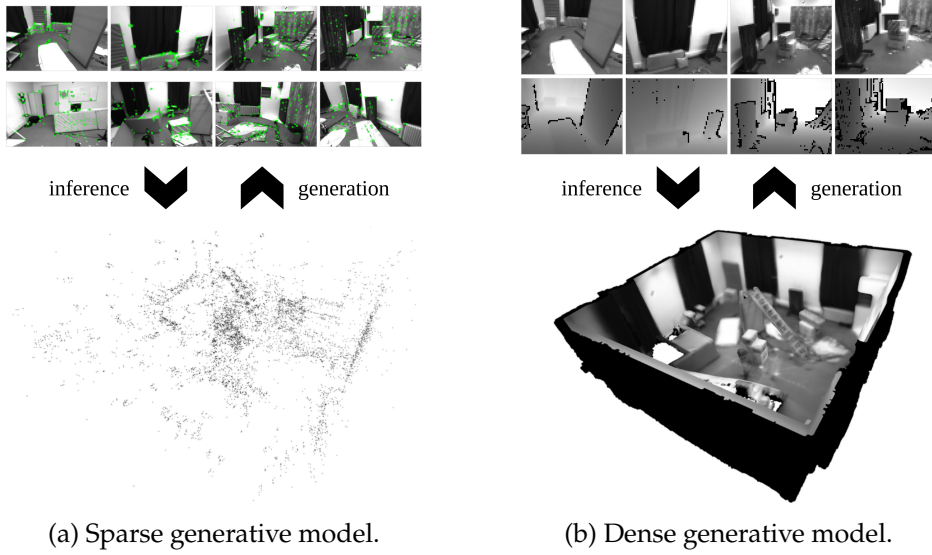 inference generation
inference generation
(a) Sparse generative model.
(b) Dense generative model.